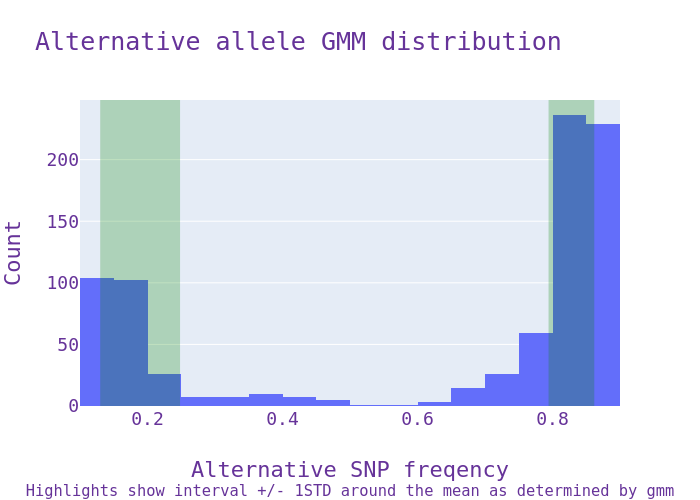 Alternative allele GMM distribution
Count
200
150
100
50
0
0.2
0.4
0.6
0.8
Alternative SNP freqency
Highlights show interval +/- 1STD around the mean as determined by gmm